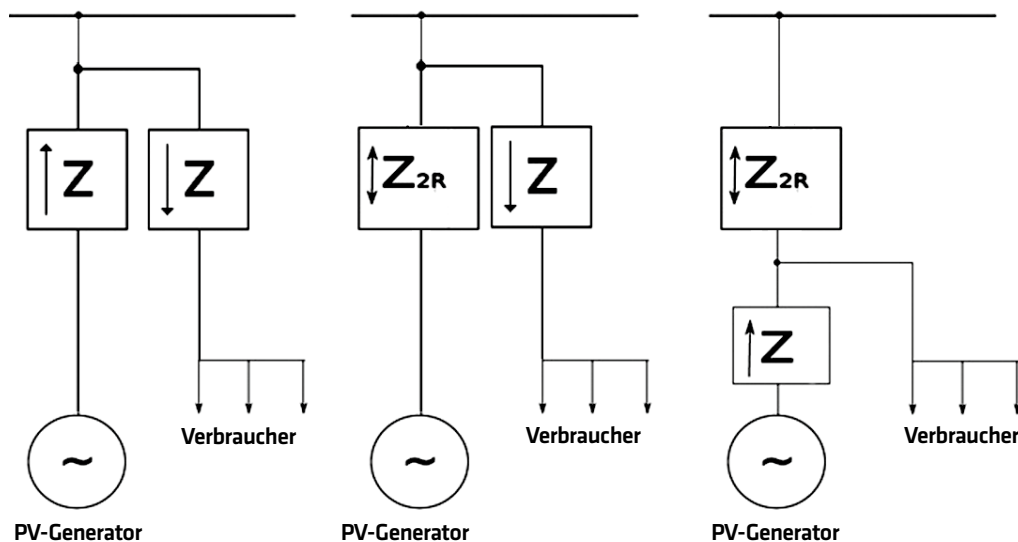 Z
Z
Z2R
Z
Z2R
Z
~
~
~
Verbraucher
Verbraucher
Verbraucher
PV-Generator
PV-Generator
PV-Generator